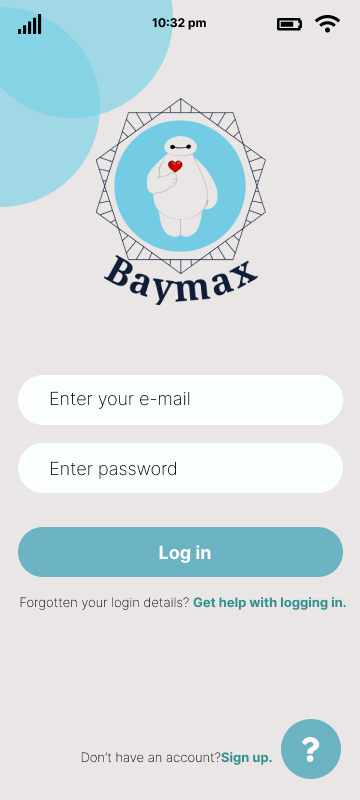 10:32 pm
Baymax
Enter your e-mail
Enter password
Log in
Forgotten your login details? Get help with logging in.
Don’t have an account?Sign up.
?